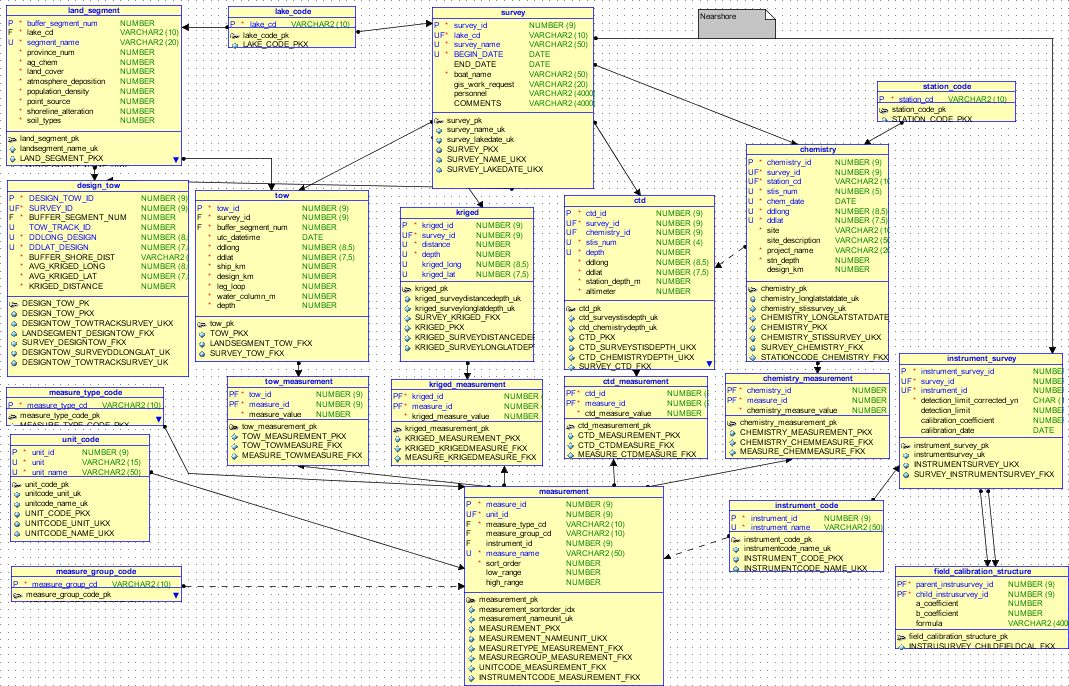 land_segment
P * buffer_segment_num NUMBER
F * lake_cd VARCHAR2 (10)
U * segment_name VARCHAR2 (20)
* province_num NUMBER
* ag_chem NUMBER
* land_cover NUMBER
* atmosphere_deposition NUMBER
* population_density NUMBER
* point_source NUMBER
* shoreline_alteration NUMBER
* soil_types NUMBER
land_segment_pk
landsegment_name_uk
LAND_SEGMENT_PKX
lake_code
P * lake_cd VARCHAR2 (10)
lake_code_pk
LAKE_CODE_PKX
survey
P * survey_id NUMBER (9)
UF * lake_cd VARCHAR2 (10)
U * survey_name VARCHAR2 (50)
U * BEGIN_DATE DATE
END_DATE DATE
* boat_name VARCHAR2 (50)
gis_work_request VARCHAR2 (20)
personnel VARCHAR2 (4000
COMMENTS VARCHAR2 (4000
survey_pk
survey_name_uk
survey_lakedate_uk
SURVEY_PKX
SURVEY_NAME_UKX
SURVEY_LAKEDATE_UKX
Nearshore
station_code
P * station_cd VARCHAR2 (10)
station_code_pk
STATION_CODE_PKX
chemistry
P * chemistry_id NUMBER (9)
UF * survey_id NUMBER (9)
UF * station_cd VARCHAR2 (10
U * stis_num NUMBER (5)
U * chem_date DATE
U * ddlong NUMBER (8,5)
U * ddlat NUMBER (7,5)
* site VARCHAR2 (10
site_description VARCHAR2 (50
* project_name VARCHAR2 (20
* stn_depth NUMBER
design_km NUMBER
chemistry_pk
chemistry_longlatstatdate_uk
chemistry_stissurvey_uk
CHEMISTRY_LONGLATSTATDATE
CHEMISTRY_PKX
CHEMISTRY_STISSURVEY_UKX
SURVEY_CHEMISTRY_FKX
STATIONCODE_CHEMISTRY_FKX
design_tow
P * DESIGN_TOW_ID NUMBER (9)
UF * SURVEY_ID NUMBER (9)
F * BUFFER_SEGMENT_NUM NUMBER
U TOW_TRACK_ID NUMBER
U * DDLONG_DESIGN NUMBER (8,
U * DDLAT_DESIGN NUMBER (7,
* BUFFER_SHORE_DIST VARCHAR2 (
* AVG_KRIGED_LONG NUMBER (8,
* AVG_KRIGED_LAT NUMBER (7,
* KRIGED_DISTANCE NUMBER
DESIGN_TOW_PK
DESIGN_TOW_PKX
DESIGNTOW_TOWTRACKSURVEY_UKX
LANDSEGMENT_DESIGNTOW_FKX
SURVEY_DESIGNTOW_FKX
DESIGNTOW_SURVEYDDLONGLAT_UK
DESIGNTOW_TOWTRACKSURVEY_UK
tow
P * tow_id NUMBER (9)
F * survey_id NUMBER (9)
F * buffer_segment_num NUMBER
* utc_datetime DATE
* ddlong NUMBER (8,5)
* ddlat NUMBER (7,5)
* ship_km NUMBER
* design_km NUMBER
* leg_loop NUMBER
* water_column_m NUMBER
* depth NUMBER
tow_pk
TOW_PKX
LANDSEGMENT_TOW_FKX
SURVEY_TOW_FKX
kriged
P * kriged_id NUMBER (9)
UF * survey_id NUMBER (9)
U * distance NUMBER
U * depth NUMBER
U kriged_long NUMBER (8,5)
U kriged_lat NUMBER (7,5)
kriged_pk
kriged_surveydistancedepth_uk
kriged_surveylonglatdepth_uk
SURVEY_KRIGED_FKX
KRIGED_PKX
KRIGED_SURVEYDISTANCEDEF
KRIGED_SURVEYLONGLATDEP
ctd
P * ctd_id NUMBER (9)
UF * survey_id NUMBER (9)
UF chemistry_id NUMBER (9)
U * stis_num NUMBER (4)
U * depth NUMBER
* ddlong NUMBER (8,5)
* ddlat NUMBER (7,5)
* station_depth_m NUMBER
* altimeter NUMBER
ctd_pk
ctd_surveystisdepth_uk
ctd_chemistrydepth_uk
CTD_PKX
CTD_SURVEYSTISDEPTH_UKX
CTD_CHEMISTRYDEPTH_UKX
SURVEY_CTD_FKX
instrument_survey
P * instrument_survey_id NUMBE
UF * survey_id NUMBE
UF * instrument_id NUMBE
* detection_limit_corrected_yn CHAR (
detection_limit NUMBE
calibration_coefficient NUMBE
calibration_date DATE
instrument_survey_pk
instrumentsurvey_uk
INSTRUMENTSURVEY_UKX
SURVEY_INSTRUMENTSURVEY_FKX
measure_type_code
P * measure_type_cd VARCHAR2 (10)
measure_type_code_pk
MEASURE_TYPE_CODE_PKX
tow_measurement
PF * tow_id NUMBER (9)
PF * measure_id NUMBER (9)
* measure_value NUMBER
tow_measurement_pk
TOW_MEASUREMENT_PKX
TOW_TOWMEASURE_FKX
MEASURE_TOWMEASURE_FKX
kriged_measurement
PF * kriged_id NUMBER
PF * measure_id NUMBER
* kriged_measure_value NUMBER
kriged_measurement_pk
KRIGED_MEASUREMENT_PKX
KRIGED_KRIGEDMEASURE_FKX
MEASURE_KRIGEDMEASURE_FKX
ctd_measurement
PF * ctd_id NUMBER (
PF * measure_id NUMBER (
* ctd_measure_value NUMBER
ctd_measurement_pk
CTD_MEASUREMENT_PKX
CTD_CTDMEASURE_FKX
MEASURE_CTDMEASURE_FKX
chemistry_measurement
PF * chemistry_id NUMBER
PF * measure_id NUMBER
* chemistry_measure_value NUMBER
chemistry_measurement_pk
CHEMISTRY_MEASUREMENT_PKX
CHEMISTRY_CHEMMEASURE_FKX
MEASURE_CHEMMEASURE_FKX
unit_code
P * unit_id NUMBER (9)
U * unit VARCHAR2 (15)
U * unit_name VARCHAR2 (50)
unit_code_pk
unitcode_unit_uk
unitcode_name_uk
UNIT_CODE_PKX
UNITCODE_UNIT_UKX
UNITCODE_NAME_UKX
measure_group_code
P * measure_group_cd VARCHAR2 (10)
measure_group_code_pk
measurement
P * measure_id NUMBER (9)
UF * unit_id NUMBER (9)
F * measure_type_cd VARCHAR2 (10)
F measure_group_cd VARCHAR2 (10)
F instrument_id NUMBER (9)
U * measure_name VARCHAR2 (50)
* sort_order NUMBER
* low_range NUMBER
* high_range NUMBER
measurement_pk
measurement_sortorder_idx
measurement_nameunit_uk
MEASUREMENT_PKX
MEASUREMENT_NAMEUNIT_UKX
MEASURETYPE_MEASUREMENT_FKX
MEASUREGROUP_MEASUREMENT_FKX
UNITCODE_MEASUREMENT_FKX
INSTRUMENTCODE_MEASUREMENT_FKX
instrument_code
P * instrument_id NUMBER (9)
U * instrument_name VARCHAR2 (50)
instrument_code_pk
instrumentcode_name_uk
INSTRUMENT_CODE_PKX
INSTRUMENTCODE_NAME_UKX
field_calibration_structure
PF * parent_instrusurvey_id NUMBER (9)
PF * child_instrusurvey_id NUMBER (9)
a_coefficient NUMBER
b_coefficient NUMBER
formula VARCHAR2 (400
field_calibration_structure_pk
INSTRUSURVEY_CHILDFIELDCAL_FKX